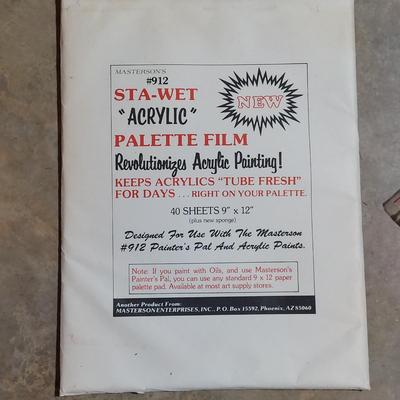 MASTERSON'S
#912
STA-WET
"ACRYLIC"
NEW
PALETTE FILM
Revolutionizes Acrylic Painting!
KEEPS ACRYLICS "TUBE FRESH"
FOR DAYS ... RIGHT ON YOUR PALETTE.
40 SHEETS 9" x 12"
(plus new sponge)
Designed For Use With The Masterson
#912 Painter's Pal And Acrylic Paints.
Note: If you paint with Oils, and use Masterson's
Painter's Pal, you can use any standard 9 x 12 paper
palette pad. Available at most art supply stores.
Another Product From:
MASTERSON ENTERPRISES, INC., P.O. Box 15592, Phoenix, AZ 85060